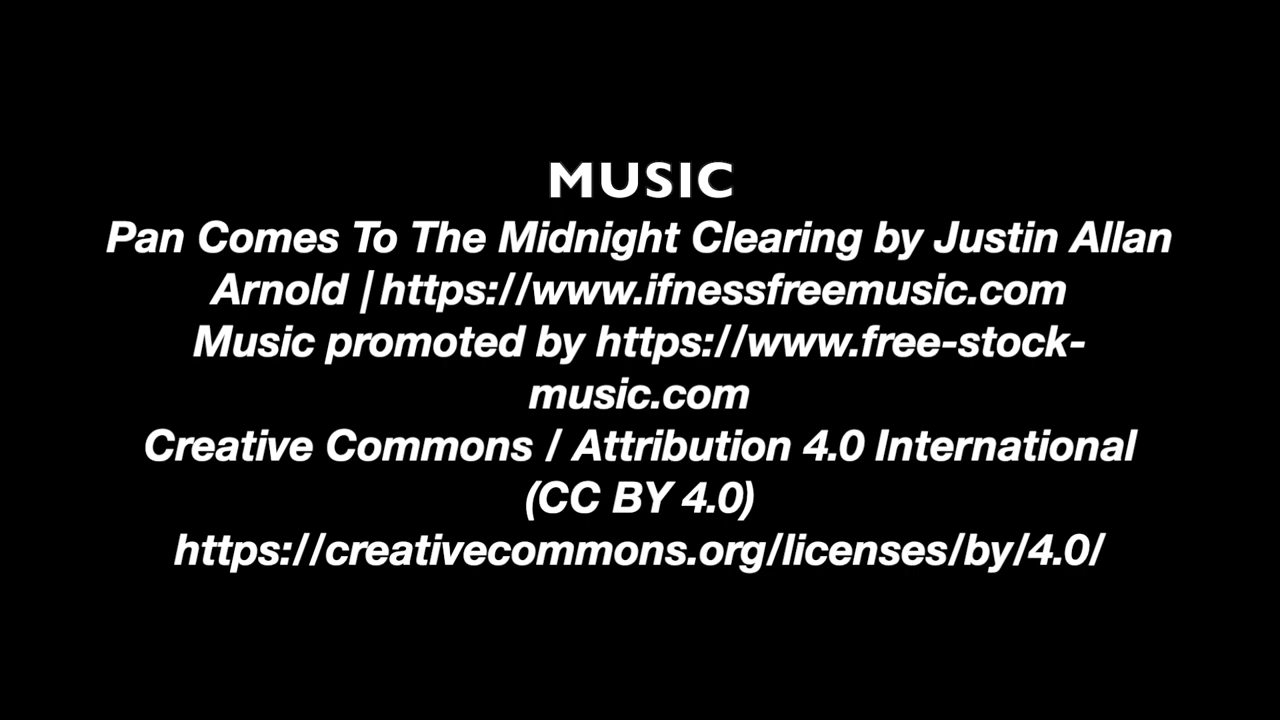 MUSIC
Pan Comes To The Midnight Clearing by Justin Allan
Arnold | https://www.ifnessfreemusic.com
Music promoted by https://www.free-stock-
music.com
Creative Commons / Attribution 4.0 International
(CC BY 4.0)
https://creativecommons.org/licenses/by/4.0/